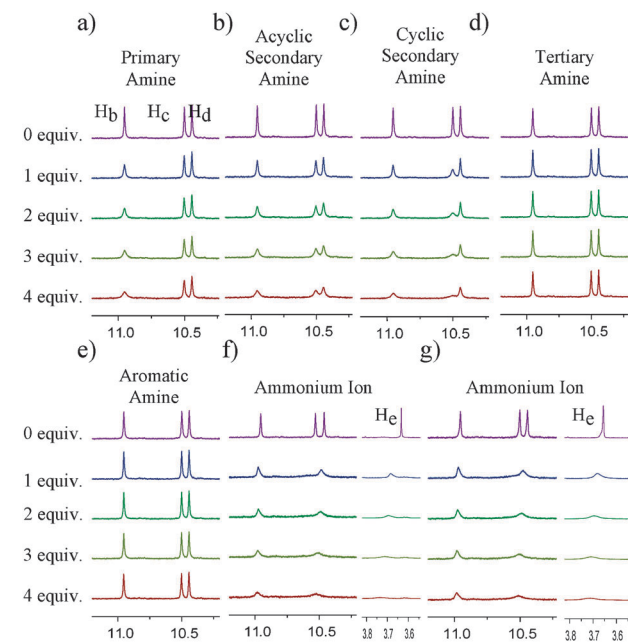 a)
Primary
Amine
b)
Acyclic
Secondary
Amine
c)
Cyclic
Secondary
Amine
d)
Tertiary
Amine
Hb Hc Hd
0 equiv.
1 equiv.
2 equiv.
3 equiv.
4 equiv.
11.0 10.5 11.0 10.5 11.0 10.5 11.0 10.5
e)
Aromatic
Amine
f)
Ammonium Ion
He
g)
Ammonium Ion
He
0 equiv.
1 equiv.
2 equiv.
3 equiv.
4 equiv.
11.0 10.5 11.0 10.5 3.8 3.7 3.6 11.0 10.5 3.8 3.7 3.6